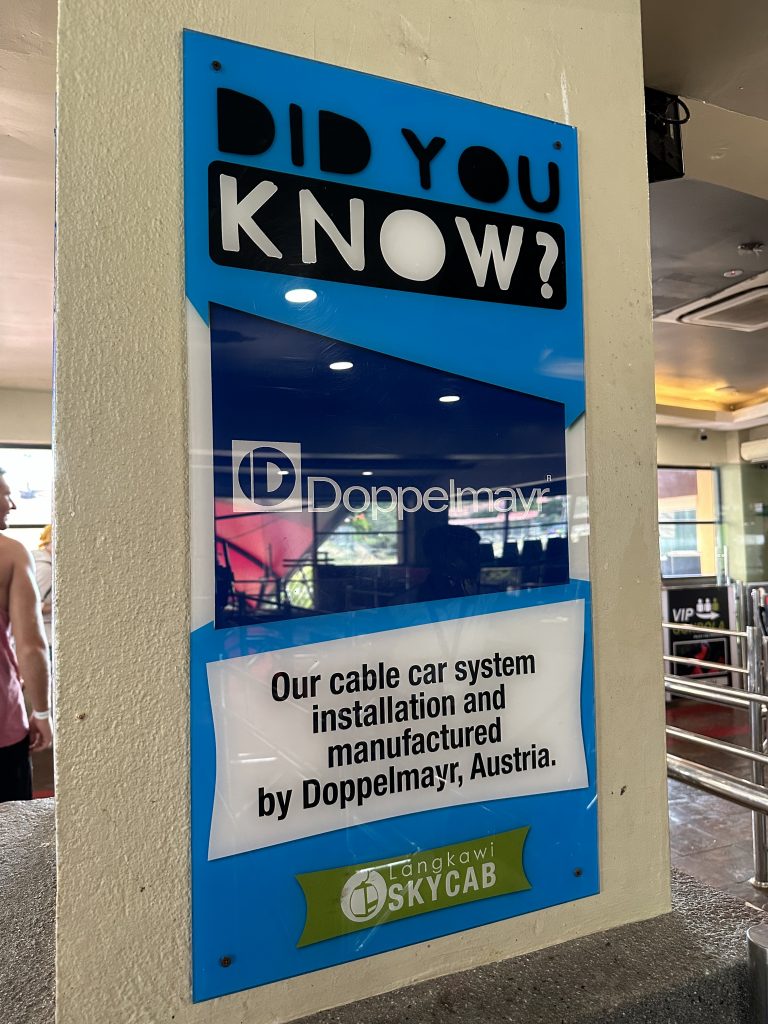 DID YOU
KNOW?
Doppelmayr®
Our cable car system
installation and
manufactured
by Doppelmayr, Austria.
Langkawi
SKYCAB
VIP